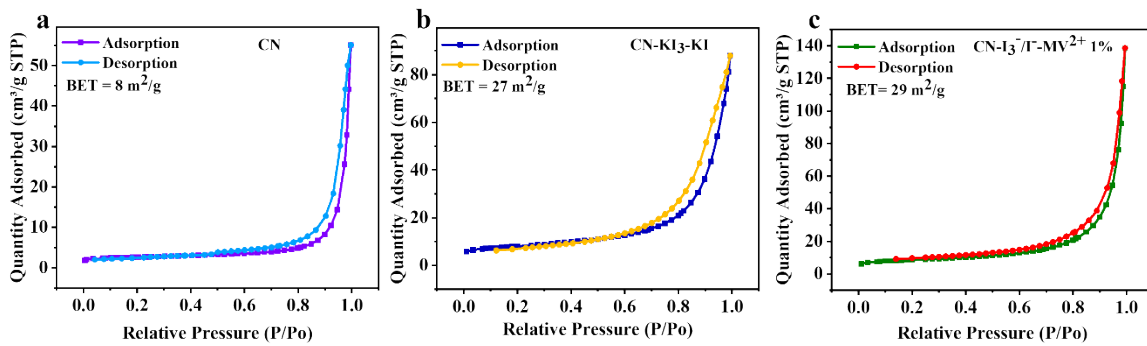 a
CN
Adsorption
Desorption
BET = 8 m²/g
Quantity Adsorbed (cm³/g STP)
50
40
30
20
10
0
0.0 0.2 0.4 0.6 0.8 1.0
Relative Pressure (P/Po)
b
CN-KI₃-KI
Adsorption
Desorption
BET = 27 m²/g
Quantity Adsorbed (cm³/g STP)
80
60
40
20
0
0.0 0.2 0.4 0.6 0.8 1.0
Relative Pressure (P/Po)
c
CN-I₃⁻/I⁻-MV²⁺ 1%
Adsorption
Desorption
BET= 29 m²/g
Quantity Adsorbed (cm³/g STP)
140
120
100
80
60
40
20
0
0.0 0.2 0.4 0.6 0.8 1.0
Relative Pressure (P/Po)